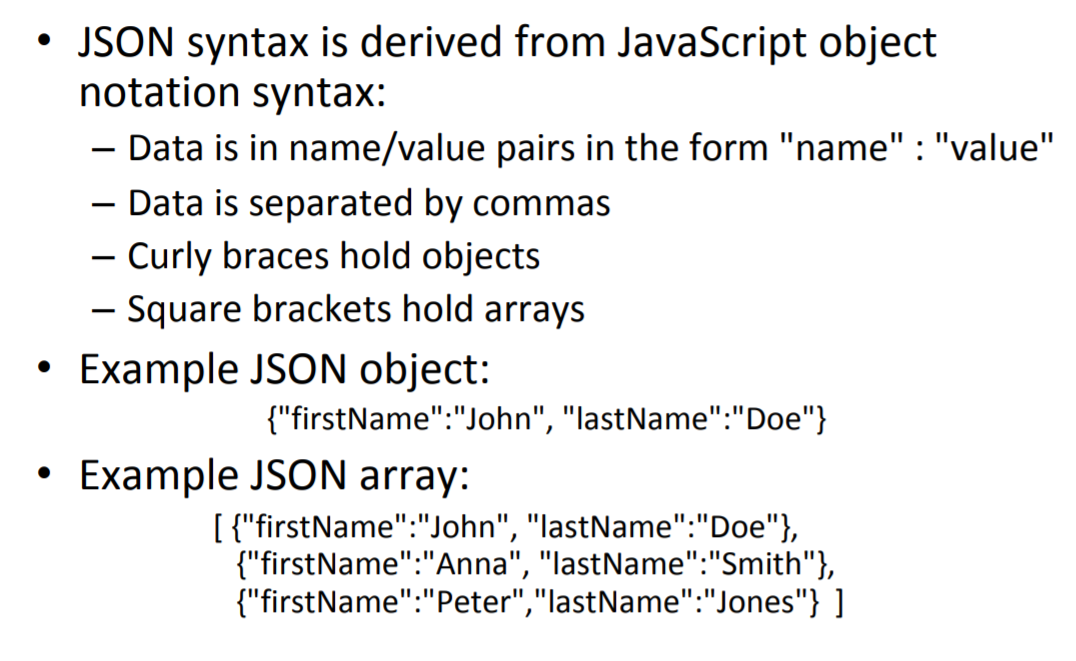 • JSON syntax is derived from JavaScript object
notation syntax:
– Data is in name/value pairs in the form "name" : "value"
– Data is separated by commas
– Curly braces hold objects
– Square brackets hold arrays
• Example JSON object:
{"firstName":"John", "lastName":"Doe"}
• Example JSON array:
[ {"firstName":"John", "lastName":"Doe"},
{"firstName":"Anna", "lastName":"Smith"},
{"firstName":"Peter","lastName":"Jones"} ]